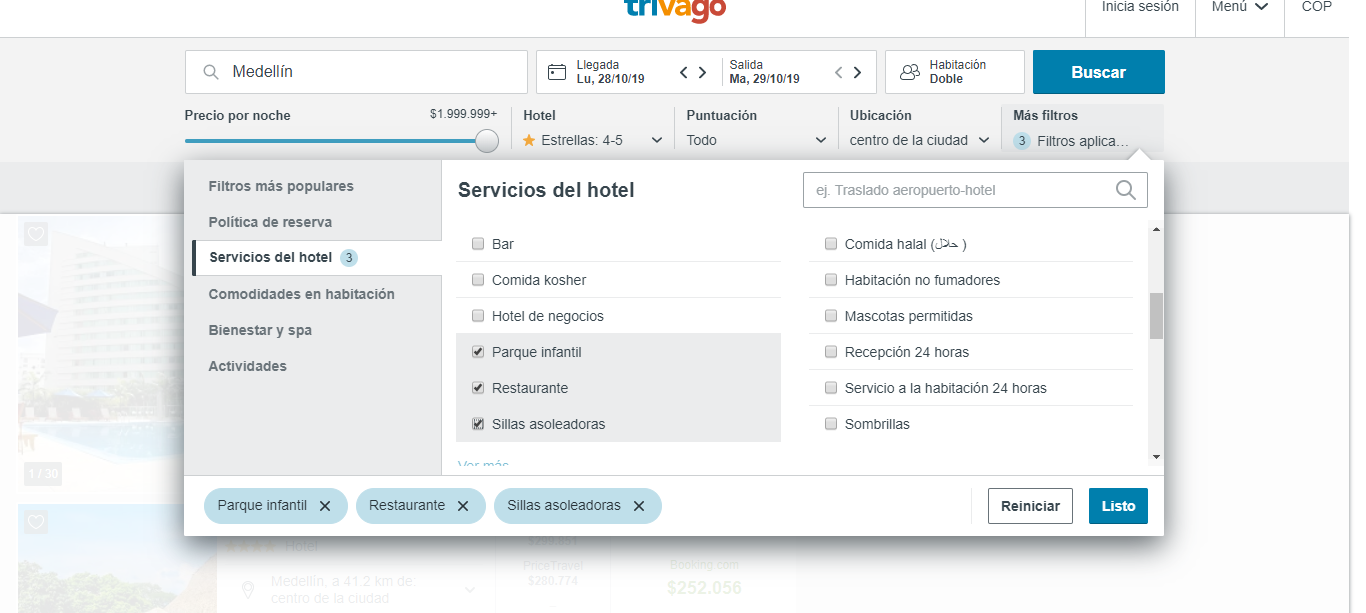 trivago
Inicia sesión
Menú
COP
Medellín
Llegada
Lu, 28/10/19
Salida
Ma, 29/10/19
Habitación
Doble
Buscar
Precio por noche
$1.999.999+
Hotel
Estrellas: 4-5
Puntuación
Todo
Ubicación
centro de la ciudad
Más filtros
3 Filtros aplica...
Filtros más populares
Política de reserva
Servicios del hotel 3
Comodidades en habitación
Bienestar y spa
Actividades
Servicios del hotel
ej. Traslado aeropuerto-hotel
Bar
Comida kosher
Hotel de negocios
Parque infantil
Restaurante
Sillas asoleadoras
Comida halal (حلال )
Habitación no fumadores
Mascotas permitidas
Recepción 24 horas
Servicio a la habitación 24 horas
Sombrillas
Ver más
Parque infantil
Restaurante
Sillas asoleadoras
Reiniciar
Listo
1 / 30
Hotel
Medellín, a 41.2 km de:
centro de la ciudad
PriceTravel
$280.774
Booking.com
$252.056